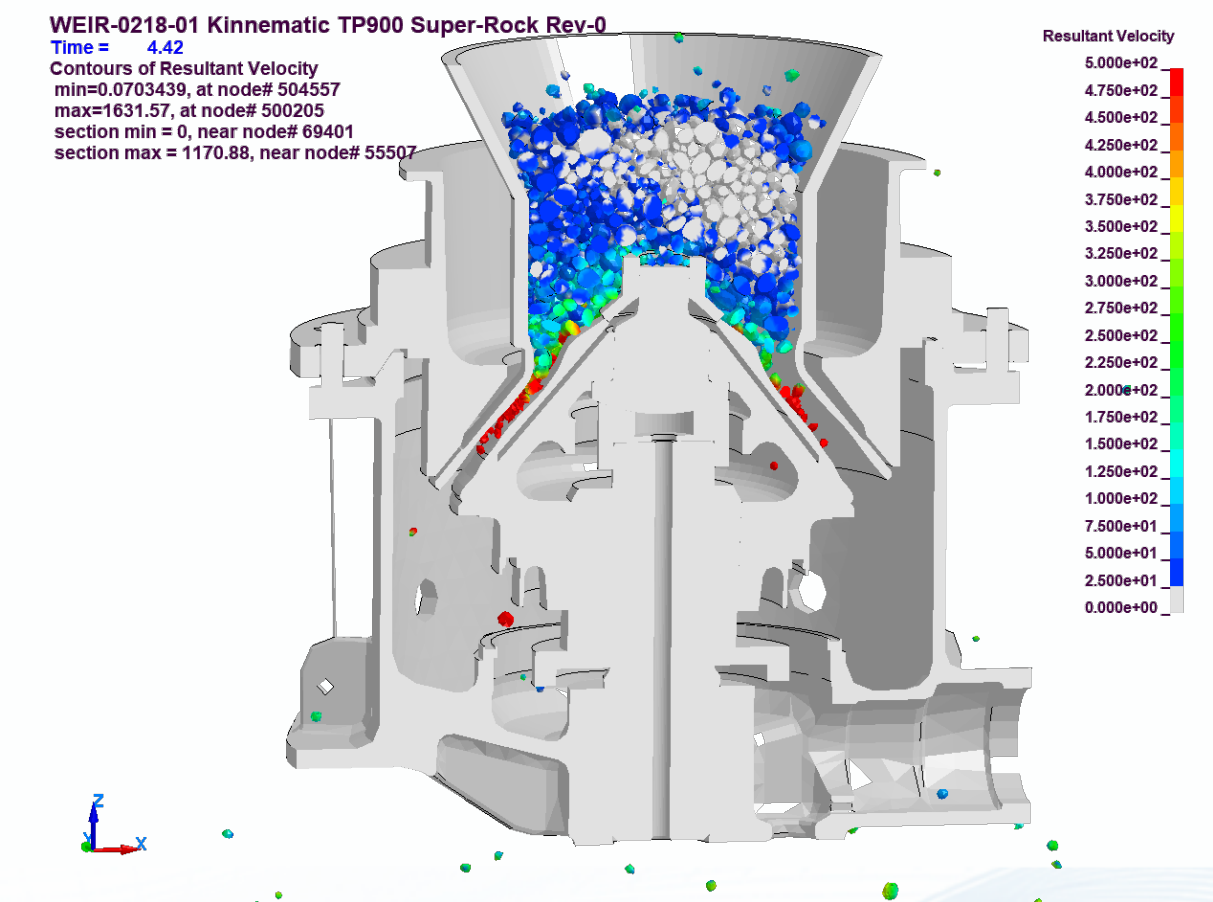 WEIR-0218-01 Kinnematic TP900 Super-Rock Rev-0
Time = 4.42
Contours of Resultant Velocity
min=0.0703439, at node# 504557
max=1631.57, at node# 500205
section min = 0, near node# 69401
section max = 1170.88, near node# 55507
Resultant Velocity
5.000e+02
4.750e+02
4.500e+02
4.250e+02
4.000e+02
3.750e+02
3.500e+02
3.250e+02
3.000e+02
2.750e+02
2.500e+02
2.250e+02
2.000e+02
1.750e+02
1.500e+02
1.250e+02
1.000e+02
7.500e+01
5.000e+01
2.500e+01
0.000e+00
Z
Y
X